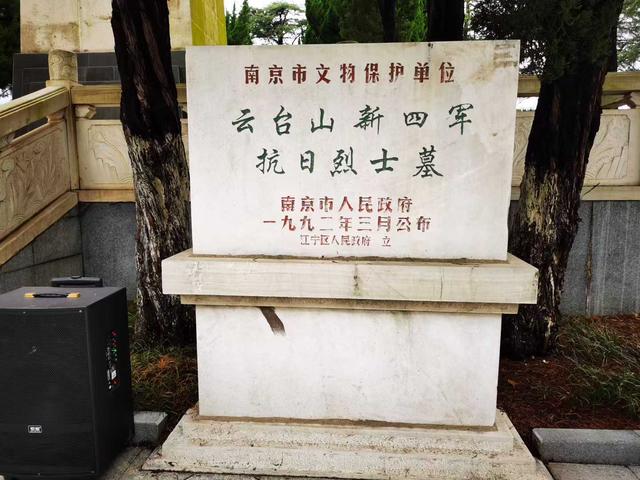 南京市文物保护单位
云台山新四军
抗日烈士墓
南京市人民政府
一九九二年三月公布
江宁区人民政府 立